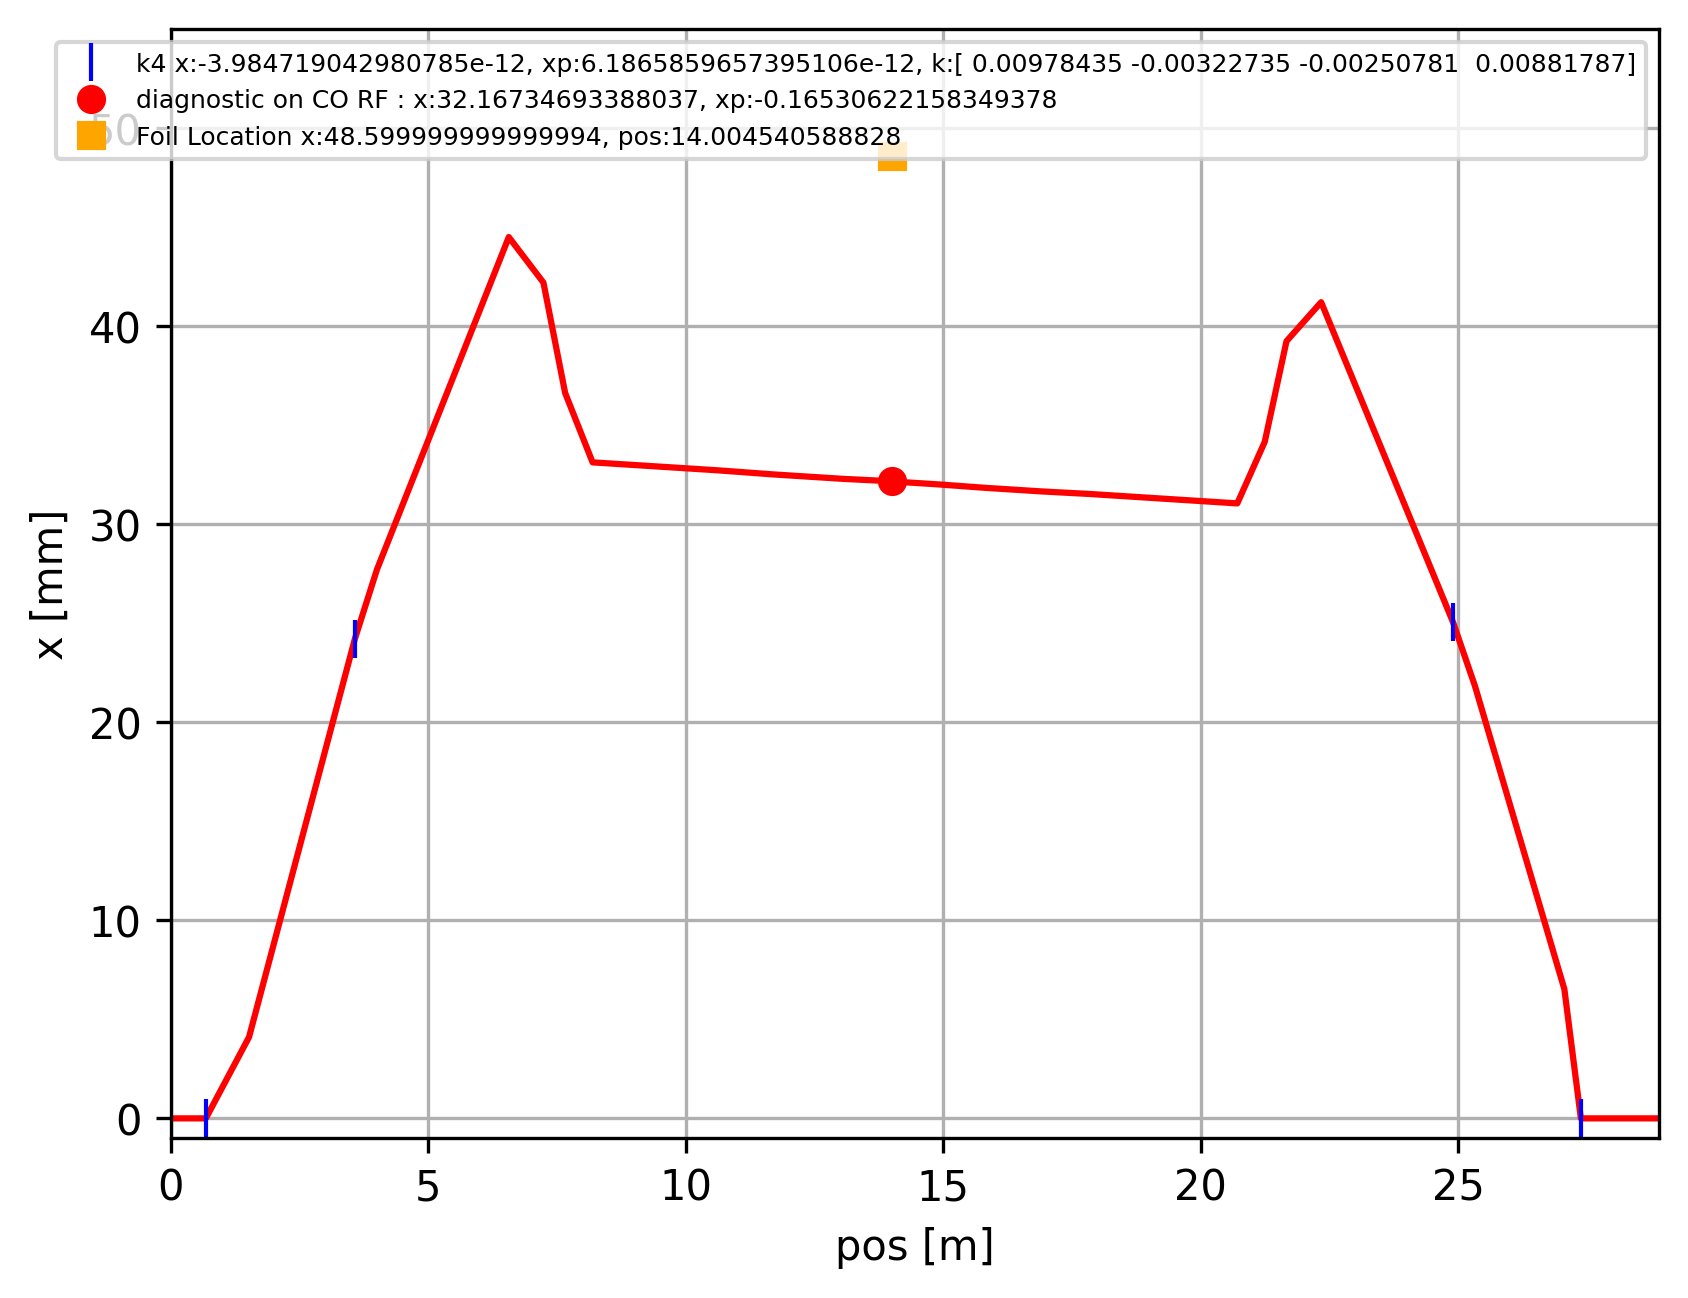 k4 x:-3.984719042980785e-12, xp:6.1865859657395106e-12, k:[ 0.00978435 -0.00322735 -0.00250781  0.00881787]
diagnostic on CO RF : x:32.16734693388037, xp:-0.16530622158349378
Foil Location x:48.599999999999994, pos:14.004540588828
50
40
30
20
10
0
x [mm]
0 5 10 15 20 25
pos [m]